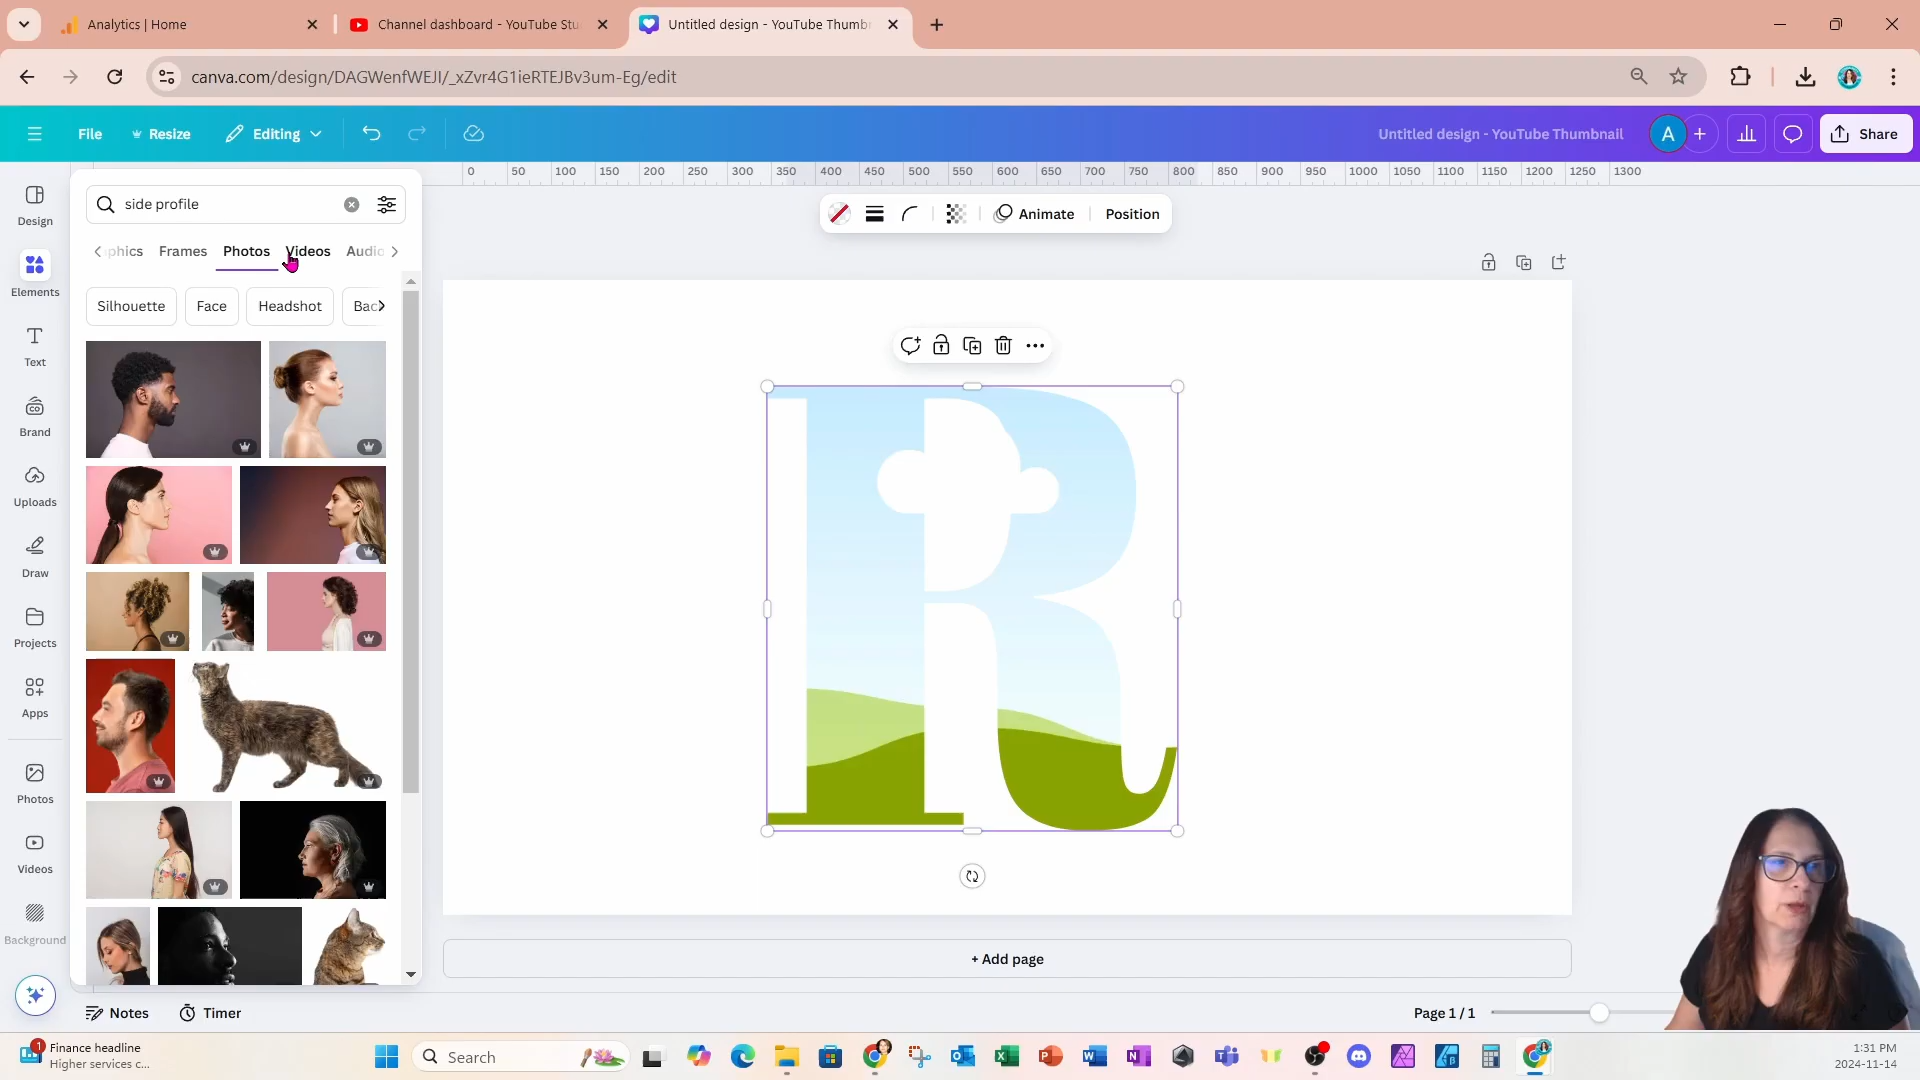 Analytics | Home
Channel dashboard - YouTube Stu
Untitled design - YouTube Thumbn
canva.com/design/DAGWenfWEJI/_xZvr4G1ieRTEJBv3um-Eg/edit
File
Resize
Editing
Untitled design - YouTube Thumbnail
A
Share
0 50 100 150 200 250 300 350 400 450 500 550 600 650 700 750 800 850 900 950 1000 1050 1100 1150 1200 1250 1300
Design
Elements
Text
Brand
Uploads
Draw
Projects
Apps
Photos
Videos
Background
side profile
phics
Frames
Photos
Videos
Audio
Silhouette
Face
Headshot
Bac
Animate
Position
R
+ Add page
Notes
Timer
Page 1 / 1
1
Finance headline
Higher services c...
Search
1:31 PM
2024-11-14